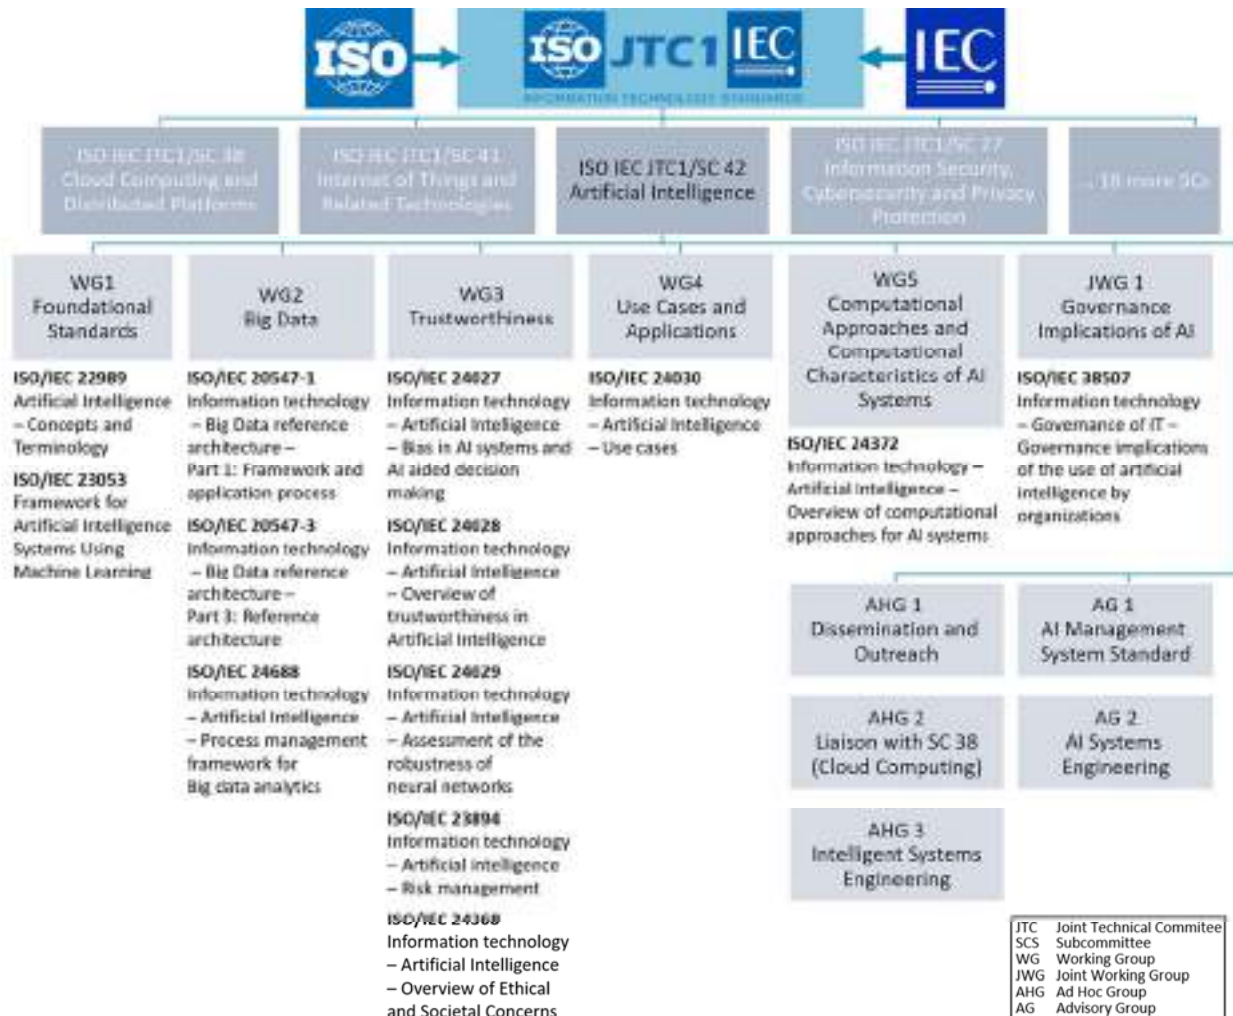 ISO
ISO JTC1 IEC
INFORMATION TECHNOLOGY STANDARDS
IEC
ISO IEC JTC1/SC 38
Cloud Computing and
Distributed Platforms
ISO IEC JTC1/SC 41
Internet of Things and
Related Technologies
ISO IEC JTC1/SC 42
Artificial Intelligence
ISO IEC JTC1/SC 27
Information Security,
Cybersecurity and Privacy
Protection
... 18 more SCs
WG1
Foundational
Standards
ISO/IEC 22989
Artificial Intelligence
– Concepts and
Terminology
ISO/IEC 23053
Framework for
Artificial Intelligence
Systems Using
Machine Learning
WG2
Big Data
ISO/IEC 20547-1
Information technology
– Big Data reference
architecture –
Part 1: Framework and
application process
ISO/IEC 20547-3
Information technology
– Big Data reference
architecture –
Part 3: Reference
architecture
ISO/IEC 24688
Information technology
– Artificial Intelligence
– Process management
framework for
Big data analytics
WG3
Trustworthiness
ISO/IEC 24027
Information technology
– Artificial Intelligence
– Bias in AI systems and
AI aided decision
making
ISO/IEC 24028
Information technology
– Artificial Intelligence
– Overview of
trustworthiness in
Artificial Intelligence
ISO/IEC 24029
Information technology
– Artificial Intelligence
– Assessment of the
robustness of
neural networks
ISO/IEC 23894
Information technology
– Artificial intelligence
– Risk management
ISO/IEC 24368
Information technology
– Artificial Intelligence
– Overview of Ethical
and Societal Concerns
WG4
Use Cases and
Applications
ISO/IEC 24030
Information technology
– Artificial Intelligence
– Use cases
WG5
Computational
Approaches and
Computational
Characteristics of AI
Systems
ISO/IEC 24372
Information technology –
Artificial Intelligence –
Overview of computational
approaches for AI systems
JWG 1
Governance
Implications of AI
ISO/IEC 38507
Information technology
– Governance of IT –
Governance implications
of the use of artificial
intelligence by
organizations
AHG 1
Dissemination and
Outreach
AG 1
AI Management
System Standard
AHG 2
Liaison with SC 38
(Cloud Computing)
AG 2
AI Systems
Engineering
AHG 3
Intelligent Systems
Engineering
JTC Joint Technical Commitee
SCS Subcommittee
WG Working Group
JWG Joint Working Group
AHG Ad Hoc Group
AG Advisory Group